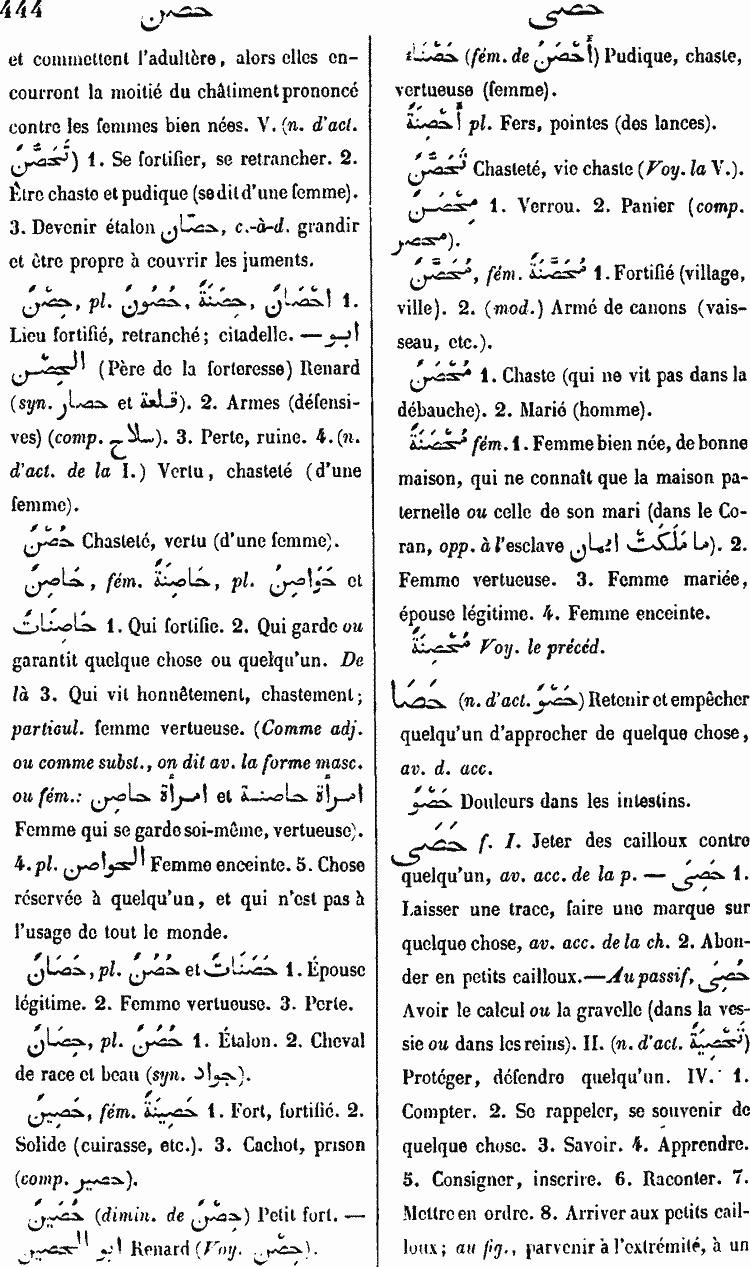 444
حصن
حصى
et commettent l'adultère, alors elles en-
courront la moitié du châtiment prononcé
contre les femmes bien nées. V. (n. d'act.
تَحَصُّنٌ) 1. Se fortifier, se retrancher. 2.
Être chaste et pudique (se dit d'une femme).
3. Devenir étalon حصان, c.-à-d. grandir
et être propre à couvrir les juments.
حِصْنٌ, pl. حُصُونٌ, حِصَنَةٌ, أَحْصَانٌ 1.
Lieu fortifié, retranché; citadelle. — ابو
الحِصْن (Père de la forteresse) Renard
(syn. حصار et قلعة). 2. Armes (défensi-
ves) (comp. سلاح). 3. Perte, ruine. 4. (n.
d'act. de la I.) Vertu, chasteté (d'une
femme).
حُصْنٌ Chasteté, vertu (d'une femme).
حَاصِنٌ, fém. حَاصِنَةٌ, pl. حَوَاصِنُ et
حَاصِنَاتٌ 1. Qui fortifie. 2. Qui garde ou
garantit quelque chose ou quelqu'un. De
là 3. Qui vit honnêtement, chastement;
particul. femme vertueuse. (Comme adj.
ou comme subst., on dit av. la forme masc.
ou fém.: امرأة حاصنة et امرأة حاصن
Femme qui se garde soi-même, vertueuse).
4. pl. الحواصن Femme enceinte. 5. Chose
réservée à quelqu'un, et qui n'est pas à
l'usage de tout le monde.
حَصَانٌ, pl. حُصُنٌ et حَصَنَاتٌ 1. Épouse
légitime. 2. Femme vertueuse. 3. Perte.
حِصَانٌ, pl. حُصُنٌ 1. Étalon. 2. Cheval
de race et beau (syn. جواد).
حَصِينٌ, fém. حَصِينَةٌ 1. Fort, fortifié. 2.
Solide (cuirasse, etc.). 3. Cachot, prison
(comp. حصير).
حُصَيْنٌ (dimin. de حِصْنٌ) Petit fort. —
ابو الحصين Renard (Voy. حِصْن).
حَصْنَاءُ (fém. de أَحْصَنُ) Pudique, chaste,
vertueuse (femme).
أَحْصِنَةٌ pl. Fers, pointes (des lances).
تَحَصُّنٌ Chasteté, vie chaste (Voy. la V.).
مِحْصَنٌ 1. Verrou. 2. Panier (comp.
محصر).
مُحَصَّنٌ, fém. مُحَصَّنَةٌ 1. Fortifié (village,
ville). 2. (mod.) Armé de canons (vais-
seau, etc.).
مُحْصَنٌ 1. Chaste (qui ne vit pas dans la
débauche). 2. Marié (homme).
مُحْصَنَةٌ fém. 1. Femme bien née, de bonne
maison, qui ne connaît que la maison pa-
ternelle ou celle de son mari (dans le Co-
ran, opp. à l'esclave ما مَلَكَتْ ايمان). 2.
Femme vertueuse. 3. Femme mariée,
épouse légitime. 4. Femme enceinte.
مُحْصِنَةٌ Voy. le précéd.
حَصَا (n. d'act. حَصْوٌ) Retenir et empêcher
quelqu'un d'approcher de quelque chose,
av. d. acc.
حَصْوٌ Douleurs dans les intestins.
حَصَى f. I. Jeter des cailloux contre
quelqu'un, av. acc. de la p. — حَصِيَ 1.
Laisser une trace, faire une marque sur
quelque chose, av. acc. de la ch. 2. Abon-
der en petits cailloux. — Au passif, حُصِيَ
Avoir le calcul ou la gravelle (dans la ves-
sie ou dans les reins). II. (n. d'act. تَحْصِيَةٌ)
Protéger, défendre quelqu'un. IV. 1.
Compter. 2. Se rappeler, se souvenir de
quelque chose. 3. Savoir. 4. Apprendre.
5. Consigner, inscrire. 6. Raconter. 7.
Mettre en ordre. 8. Arriver aux petits cail-
loux; au fig., parvenir à l'extrémité, à un